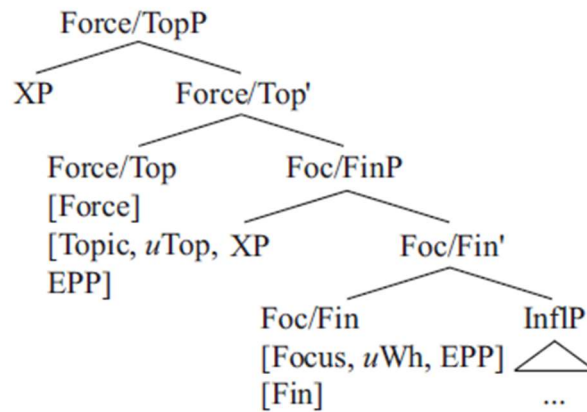 Force/TopP
XP Force/Top'
Force/Top Foc/FinP
[Force]
[Topic, uTop, XP Foc/Fin'
EPP]
Foc/Fin InflP
[Focus, uWh, EPP]
[Fin] ...